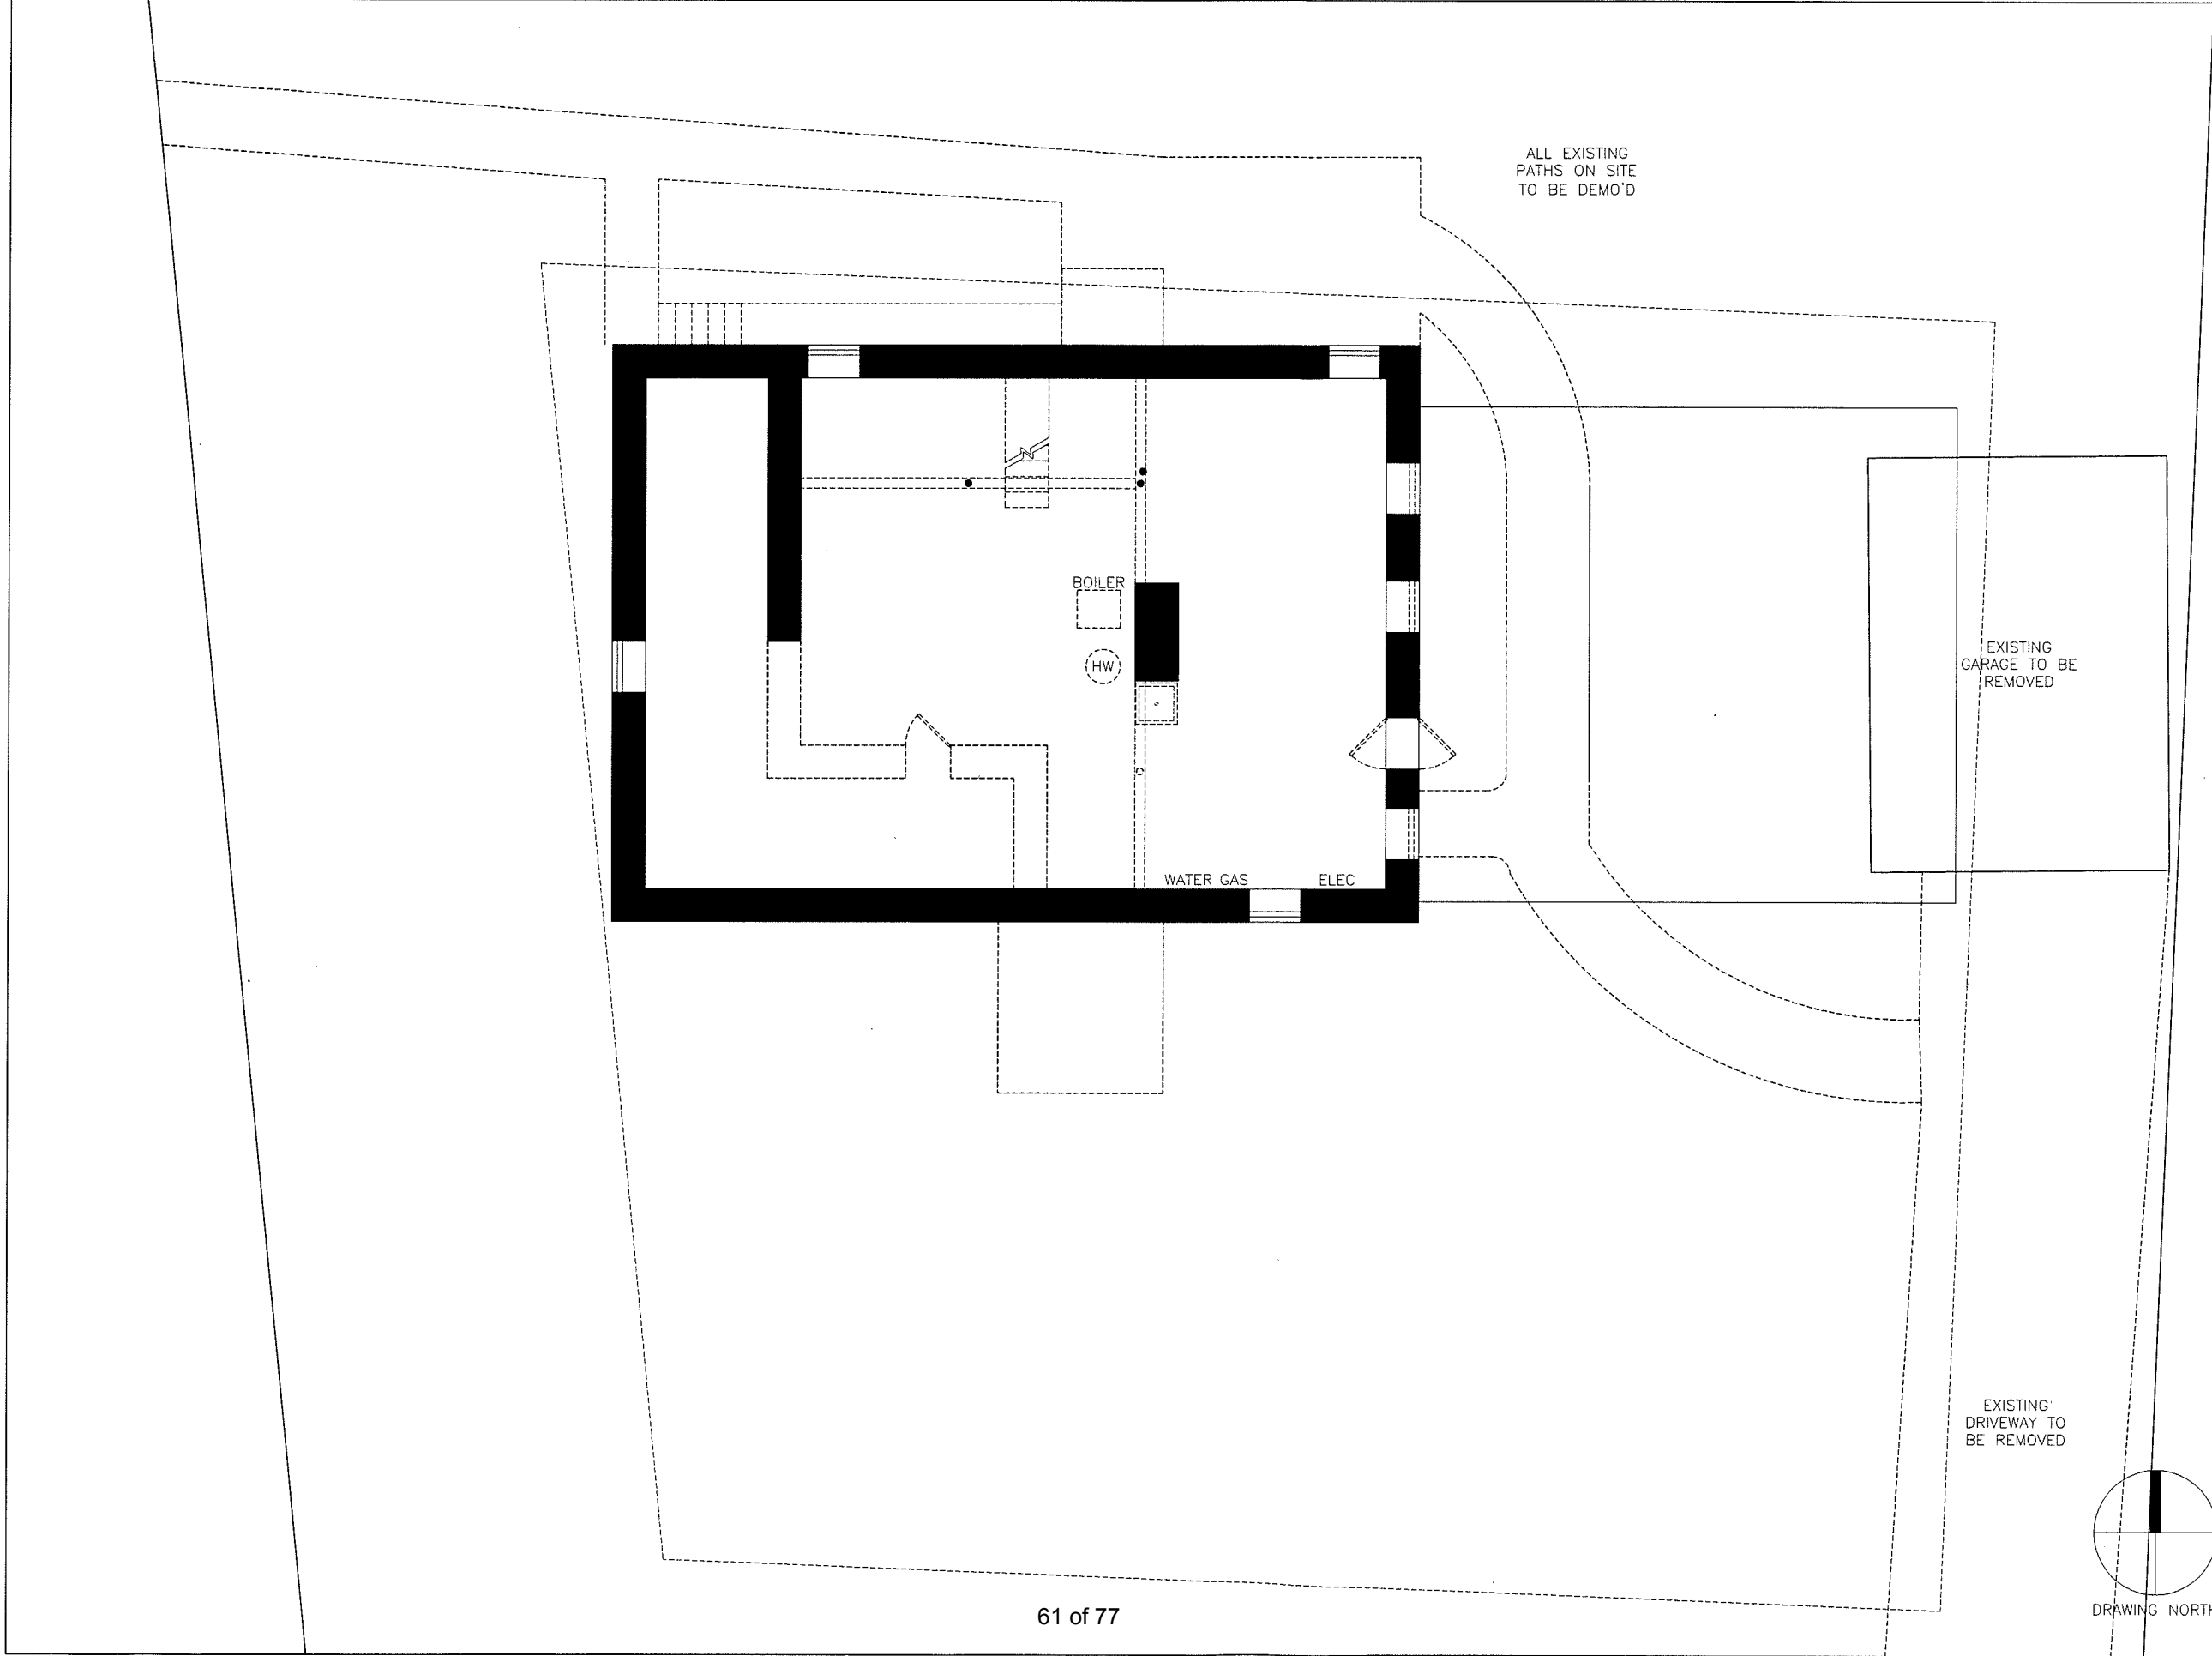 ALL EXISTING
PATHS ON SITE
TO BE DEMO'D
BOILER
HW
EXISTING
GARAGE TO BE
REMOVED
WATER GAS
ELEC
EXISTING
DRIVEWAY TO
BE REMOVED
DRAWING NORTH
61 of 77